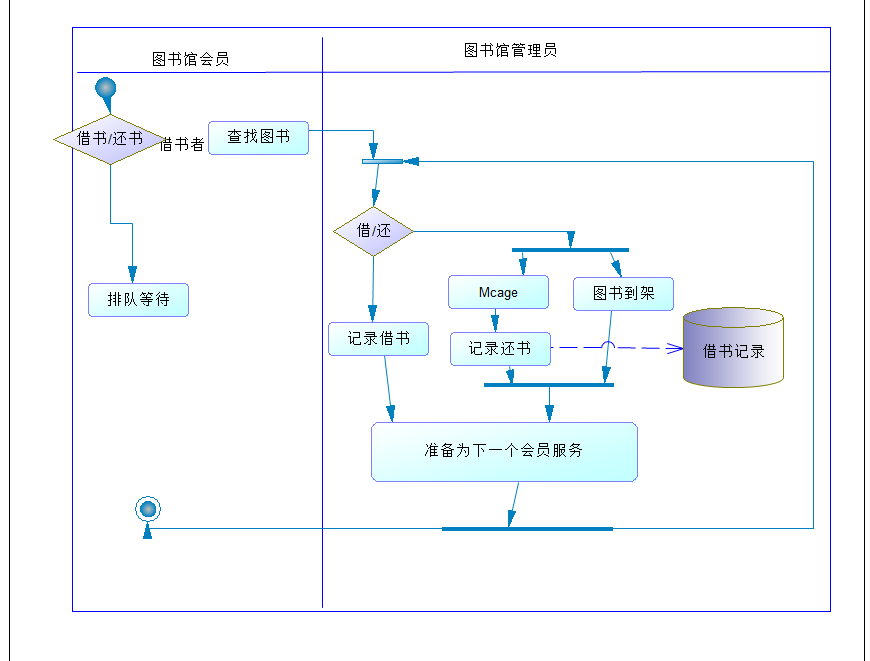 图书馆会员
图书馆管理员
借书/还书
借书者
查找图书
借/还
排队等待
Mcage
图书到架
记录借书
记录还书
借书记录
准备为下一个会员服务